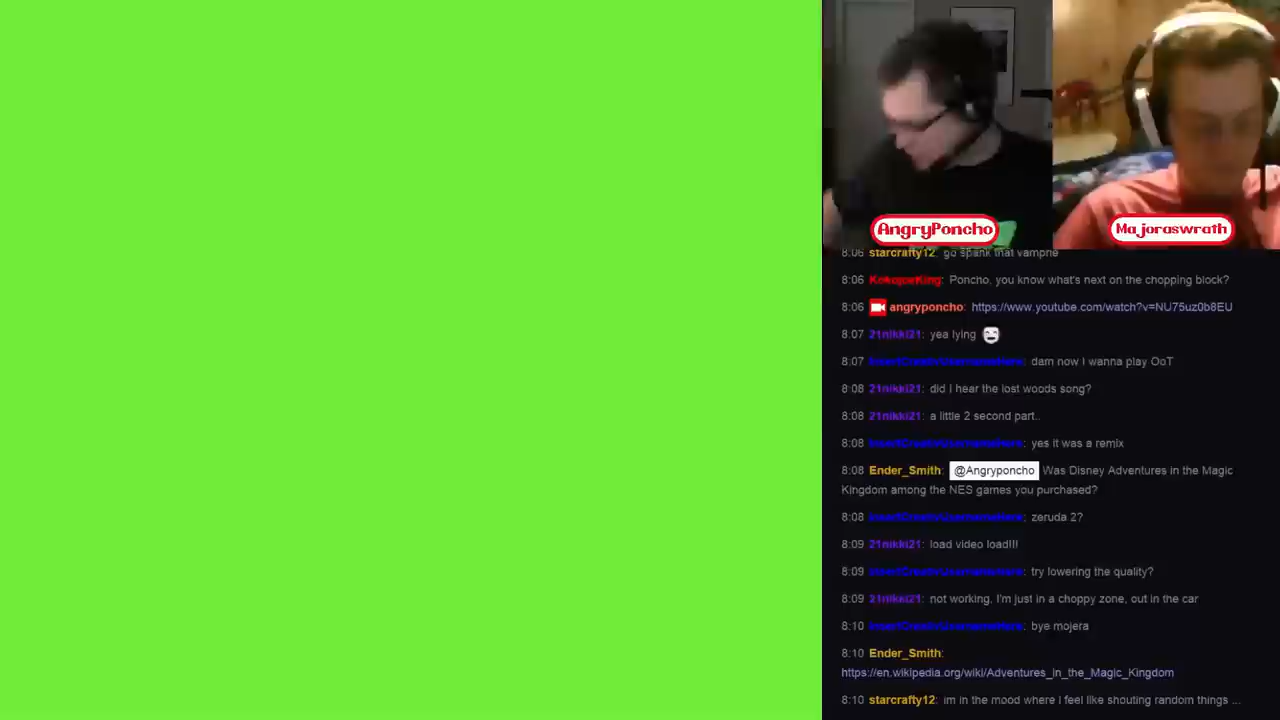 AngryPoncho
Majoraswrath
8:06 starcrafty12: go spank that vamprie
8:06 KokoqueKing: Poncho, you know what's next on the chopping block?
8:06 angryponcho: https://www.youtube.com/watch?v=NU75uz0b8EU
8:07 21nikki21: yea lying
8:07 InsertCreativUsernameHere: dam now I wanna play OoT
8:08 21nikki21: did I hear the lost woods song?
8:08 21nikki21: a little 2 second part..
8:08 InsertCreativUsernameHere: yes it was a remix
8:08 Ender_Smith: @Angryponcho Was Disney Adventures in the Magic
Kingdom among the NES games you purchased?
8:08 InsertCreativUsernameHere: zeruda 2?
8:09 21nikki21: load video load!!!
8:09 InsertCreativUsernameHere: try lowering the quality?
8:09 21nikki21: not working, I'm just in a choppy zone, out in the car
8:10 InsertCreativUsernameHere: bye mojera
8:10 Ender_Smith:
https://en.wikipedia.org/wiki/Adventures_in_the_Magic_Kingdom
8:10 starcrafty12: im in the mood where i feel like shouting random things ...